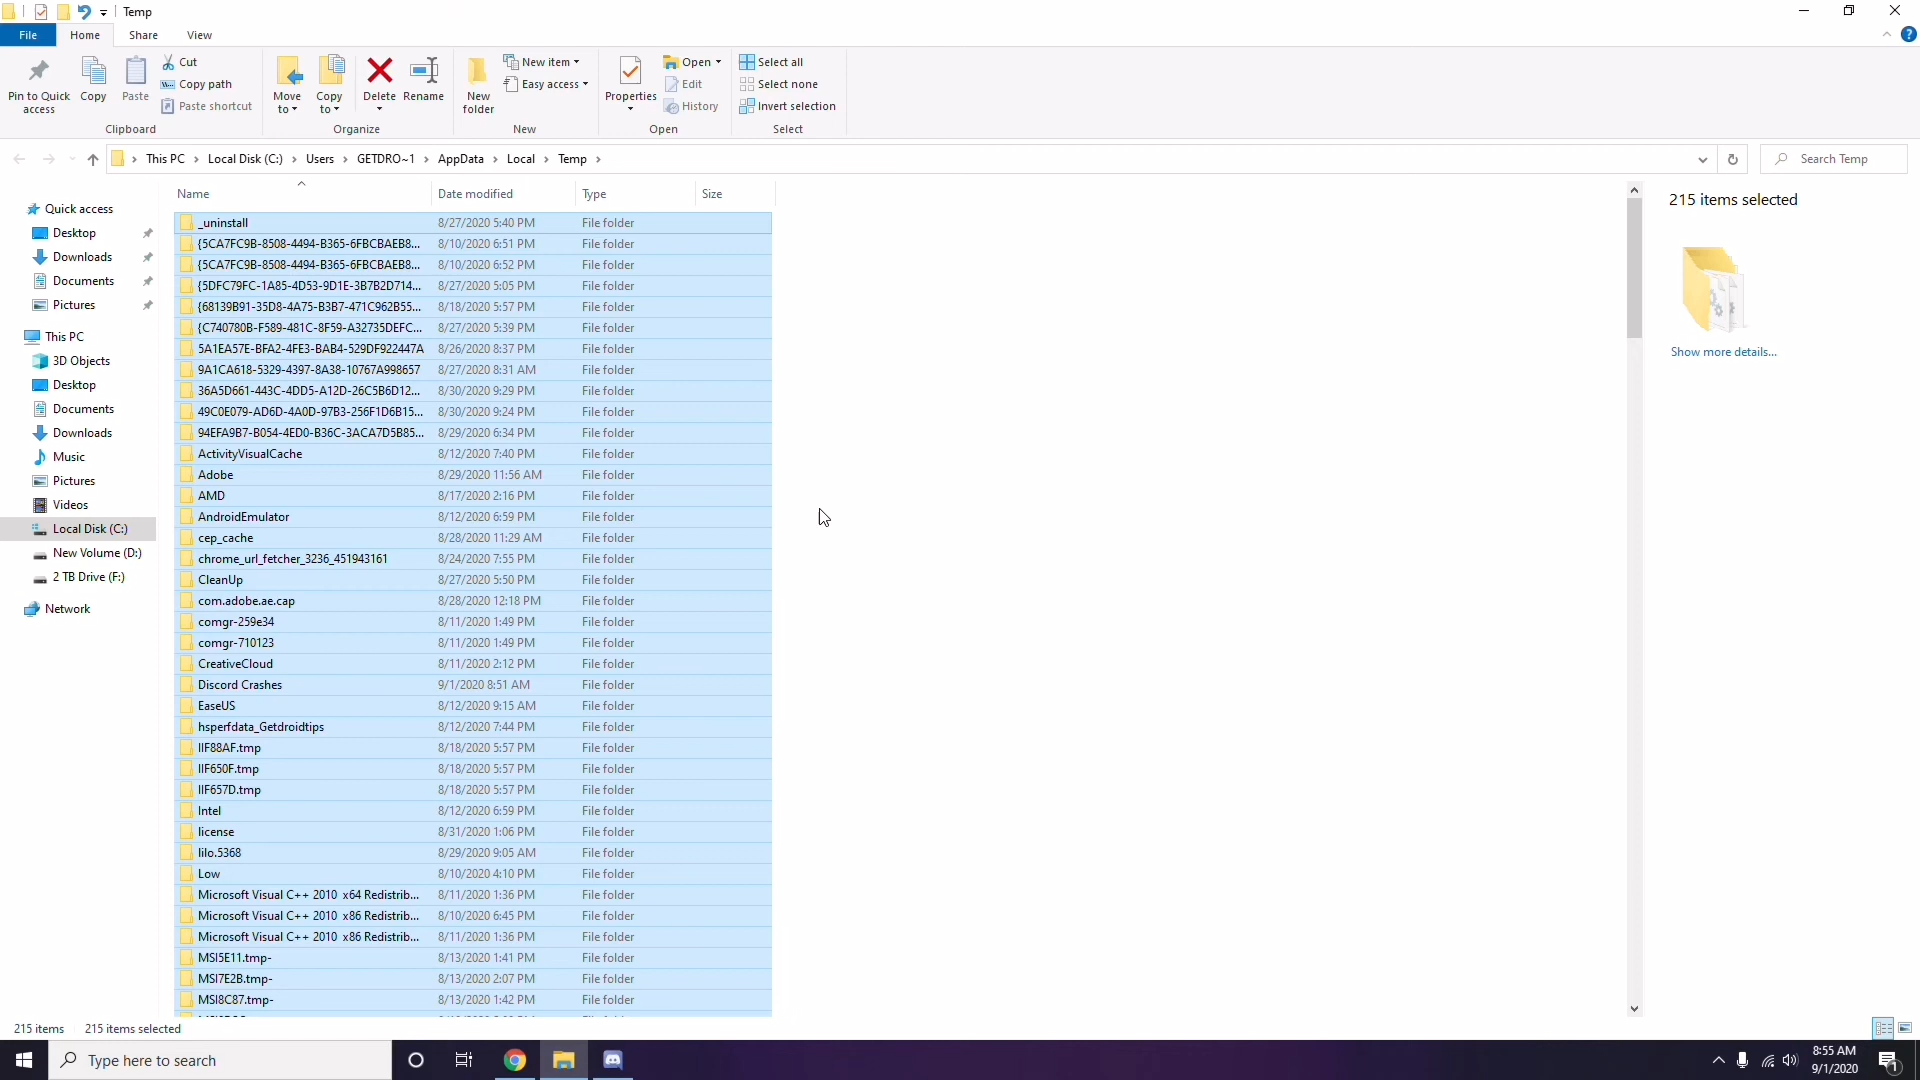 Temp
File
Home
Share
View
Pin to Quick access
Copy
Paste
Cut
Copy path
Paste shortcut
Move to
Copy to
Delete
Rename
New folder
New item
Easy access
Properties
Open
Edit
History
Select all
Select none
Invert selection
Clipboard
Organize
New
Open
Select
This PC
Local Disk (C:)
Users
GETDRO~1
AppData
Local
Temp
Search Temp
Quick access
Desktop
Downloads
Documents
Pictures
This PC
3D Objects
Desktop
Documents
Downloads
Music
Pictures
Videos
Local Disk (C:)
New Volume (D:)
2 TB Drive (F:)
Network
Name Date modified Type Size
_uninstall 8/27/2020 5:40 PM File folder
{5CA7FC9B-8508-4494-B365-6FBCBAEB8... 8/10/2020 6:51 PM File folder
{5CA7FC9B-8508-4494-B365-6FBCBAEB8... 8/10/2020 6:52 PM File folder
{5DFC79FC-1A85-4D53-9D1E-3B7B2D714... 8/27/2020 5:05 PM File folder
{68139B91-35D8-4A75-B3B7-471C962B55... 8/18/2020 5:57 PM File folder
{C740780B-F589-481C-8F59-A32735DEFC... 8/27/2020 5:39 PM File folder
5A1EA57E-BFA2-4FE3-BAB4-529DF922447A 8/26/2020 8:37 PM File folder
9A1CA618-5329-4397-8A38-10767A998657 8/27/2020 8:31 AM File folder
36A5D661-443C-4DD5-A12D-26C5B6D12... 8/30/2020 9:29 PM File folder
49C0E079-AD6D-4A0D-97B3-256F1D6B15... 8/30/2020 9:24 PM File folder
94EFA9B7-B054-4ED0-B36C-3ACA7D5B85... 8/29/2020 6:34 PM File folder
ActivityVisualCache 8/12/2020 7:40 PM File folder
Adobe 8/29/2020 11:56 AM File folder
AMD 8/17/2020 2:16 PM File folder
AndroidEmulator 8/12/2020 6:59 PM File folder
cep_cache 8/28/2020 11:29 AM File folder
chrome_url_fetcher_3236_451943161 8/24/2020 7:55 PM File folder
CleanUp 8/27/2020 5:50 PM File folder
com.adobe.ae.cap 8/28/2020 12:18 PM File folder
comgr-259e34 8/11/2020 1:49 PM File folder
comgr-710123 8/11/2020 1:49 PM File folder
CreativeCloud 8/11/2020 2:12 PM File folder
Discord Crashes 9/1/2020 8:51 AM File folder
EaseUS 8/12/2020 9:15 AM File folder
hsperfdata_Getdroidtips 8/12/2020 7:44 PM File folder
IIF88AF.tmp 8/18/2020 5:57 PM File folder
IIF650F.tmp 8/18/2020 5:57 PM File folder
IIF657D.tmp 8/18/2020 5:57 PM File folder
Intel 8/12/2020 6:59 PM File folder
license 8/31/2020 1:06 PM File folder
lilo.5368 8/29/2020 9:05 AM File folder
Low 8/10/2020 4:10 PM File folder
Microsoft Visual C++ 2010 x64 Redistrib... 8/11/2020 1:36 PM File folder
Microsoft Visual C++ 2010 x86 Redistrib... 8/10/2020 6:45 PM File folder
Microsoft Visual C++ 2010 x86 Redistrib... 8/11/2020 1:36 PM File folder
MSI5E11.tmp- 8/13/2020 1:41 PM File folder
MSI7E2B.tmp- 8/13/2020 2:07 PM File folder
MSI8C87.tmp- 8/13/2020 1:42 PM File folder
215 items selected
Show more details...
215 items 215 items selected
Type here to search
8:55 AM
9/1/2020
1